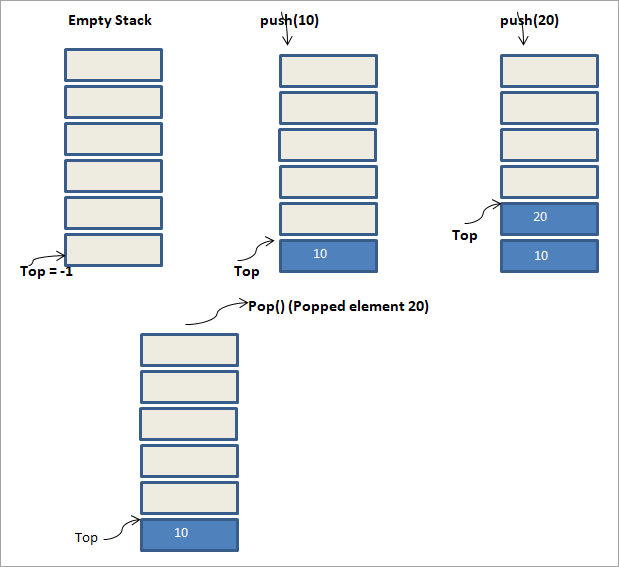 Empty Stack
push(10)
push(20)
20
Top
Top = -1
Top
10
10
Pop() (Popped element 20)
Top
10